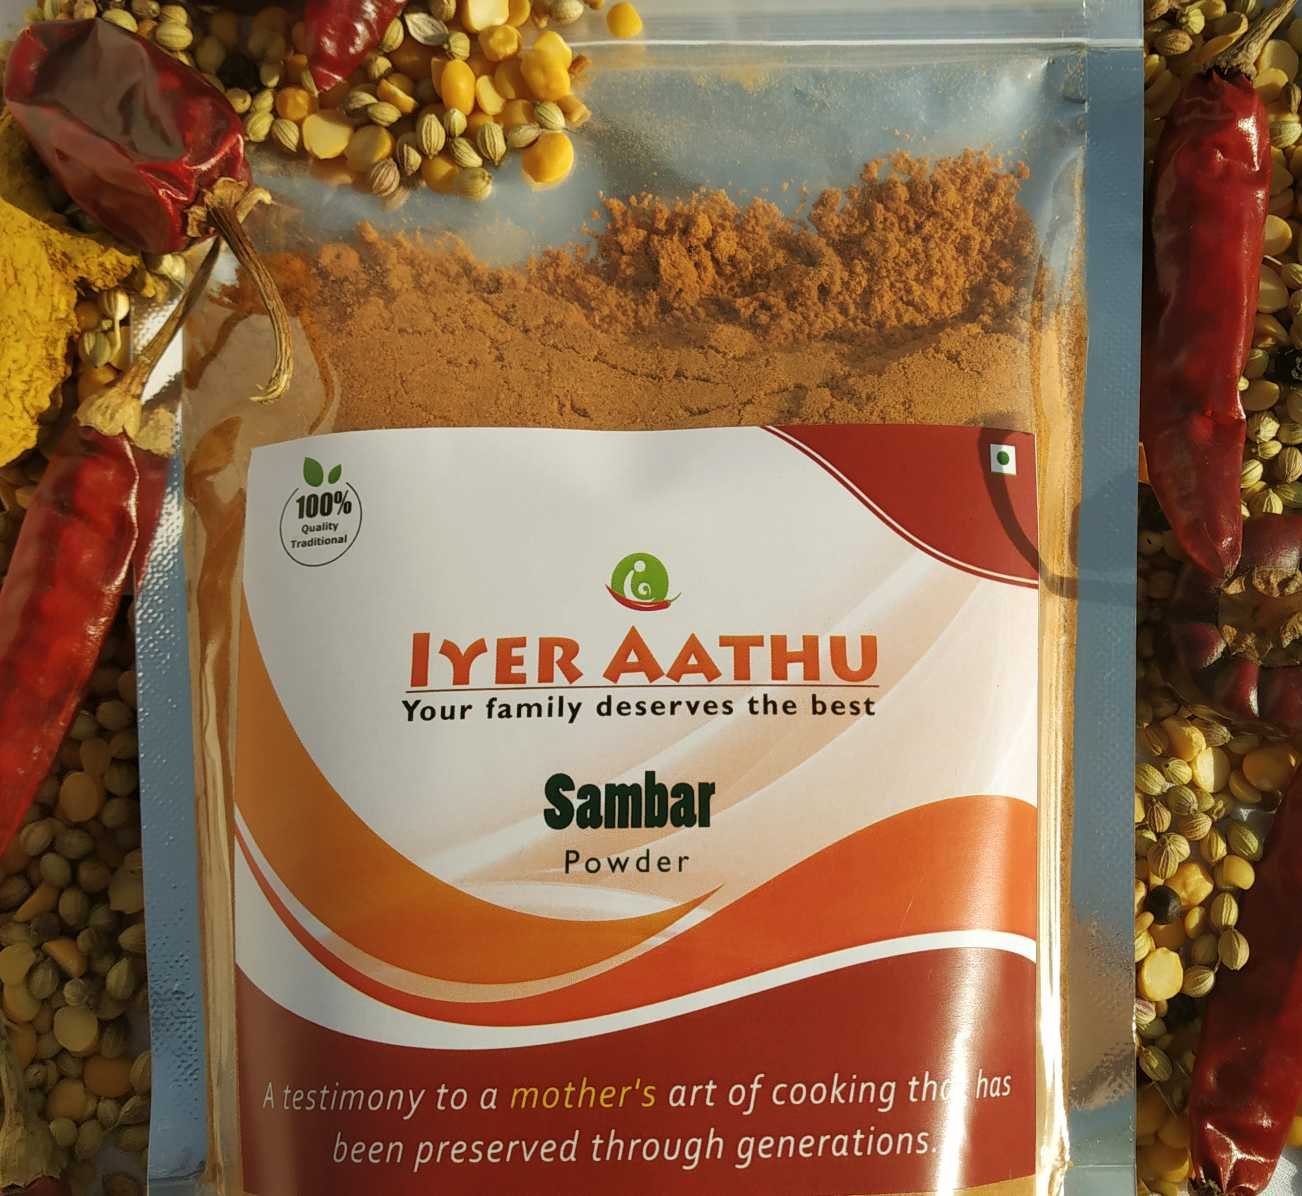 100%
Quality
Traditional
IYER AATHU
Your family deserves the best
Sambar
Powder
A testimony to a mother's art of cooking that has
been preserved through generations.